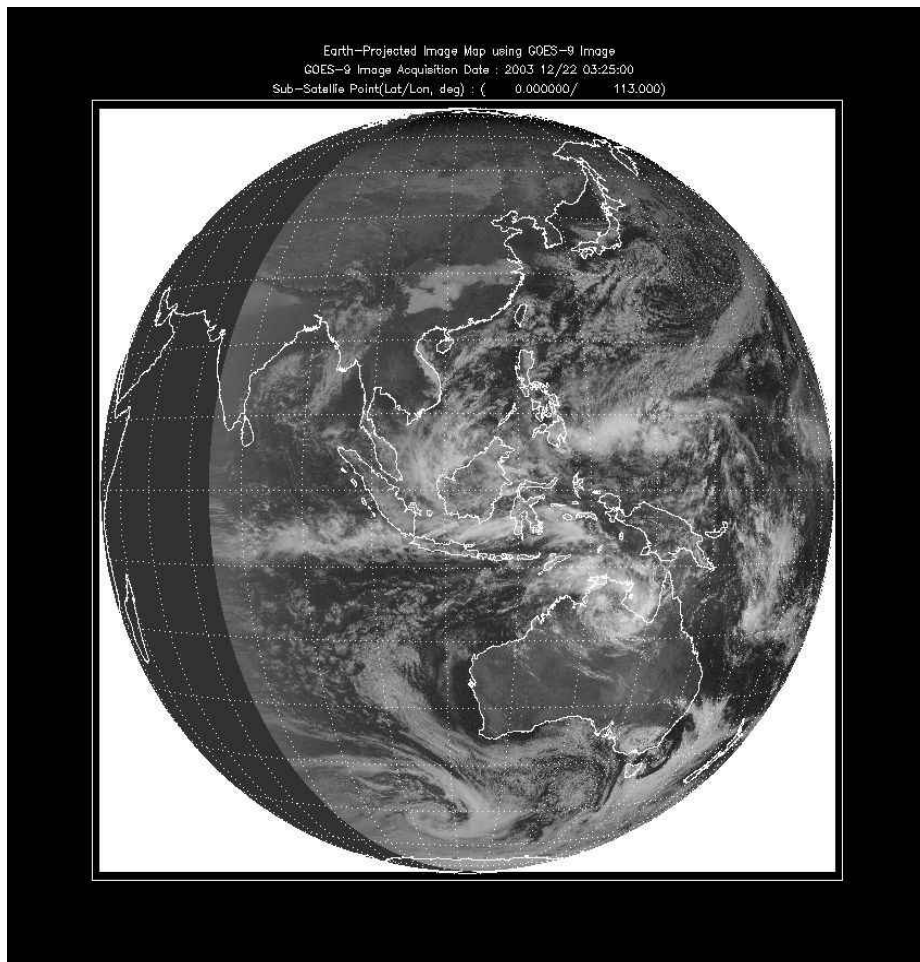 Earth-Projected Image Map using GOES-9 Image
GOES-9 Image Acquisition Date : 2003 12/22 03:25:00
Sub-Satellie Point(Lat/Lon, deg) : ( 0.000000/ 113.000)